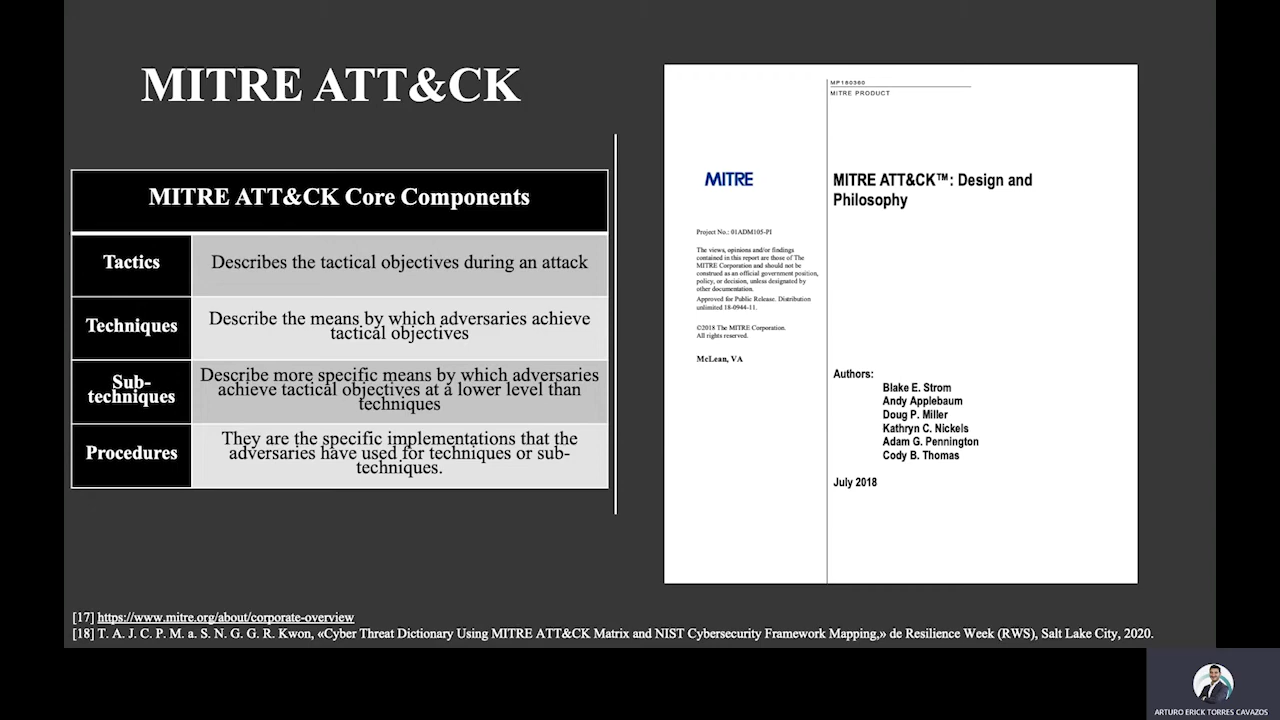 MITRE ATT&CK
MITRE ATT&CK Core Components
Tactics
Describes the tactical objectives during an attack
Techniques
Describe the means by which adversaries achieve
tactical objectives
Sub-
techniques
Describe more specific means by which adversaries
achieve tactical objectives at a lower level than
techniques
Procedures
They are the specific implementations that the
adversaries have used for techniques or sub-
techniques.
MP180360
MITRE PRODUCT
MITRE
Project No.: 01ADM105-PI
The views, opinions and/or findings
contained in this report are those of The
MITRE Corporation and should not be
construed as an official government position,
policy, or decision, unless designated by
other documentation.
Approved for Public Release. Distribution
unlimited 18-0944-11.
©2018 The MITRE Corporation.
All rights reserved.
McLean, VA
MITRE ATT&CK™: Design and
Philosophy
Authors:
Blake E. Strom
Andy Applebaum
Doug P. Miller
Kathryn C. Nickels
Adam G. Pennington
Cody B. Thomas
July 2018
[17] https://www.mitre.org/about/corporate-overview
[18] T. A. J. C. P. M. a. S. N. G. G. R. Kwon, «Cyber Threat Dictionary Using MITRE ATT&CK Matrix and NIST Cybersecurity Framework Mapping,» de Resilience Week (RWS), Salt Lake City, 2020.
ARTURO ERICK TORRES CAVAZOS